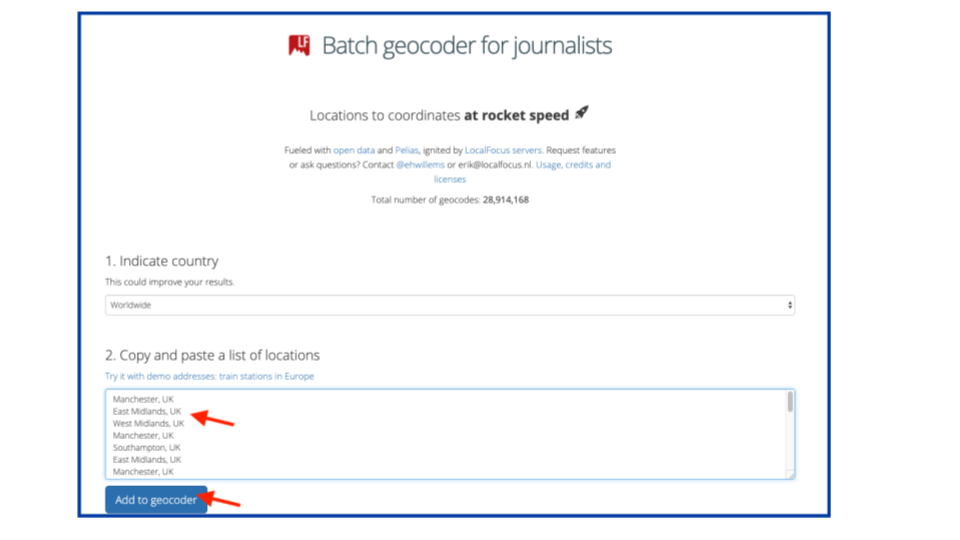 LF
Batch geocoder for journalists
Locations to coordinates at rocket speed
Fueled with open data and Pelias, ignited by LocalFocus servers. Request features
or ask questions? Contact @ehwillems or erik@localfocus.nl. Usage, credits and
licenses
Total number of geocodes: 28,914,168
1. Indicate country
This could improve your results.
Worldwide
2. Copy and paste a list of locations
Try it with demo addresses: train stations in Europe
Manchester, UK
East Midlands, UK
West Midlands, UK
Manchester, UK
Southampton, UK
East Midlands, UK
Manchester, UK
Add to geocoder